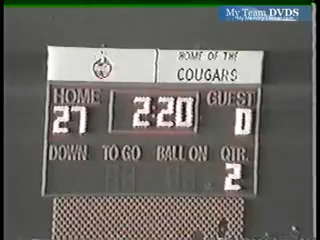 My Team DVDS
HOME OF THE
COUGARS
HOME 2:20 GUEST
27 0
DOWN TO GO BALL ON QTR.
2